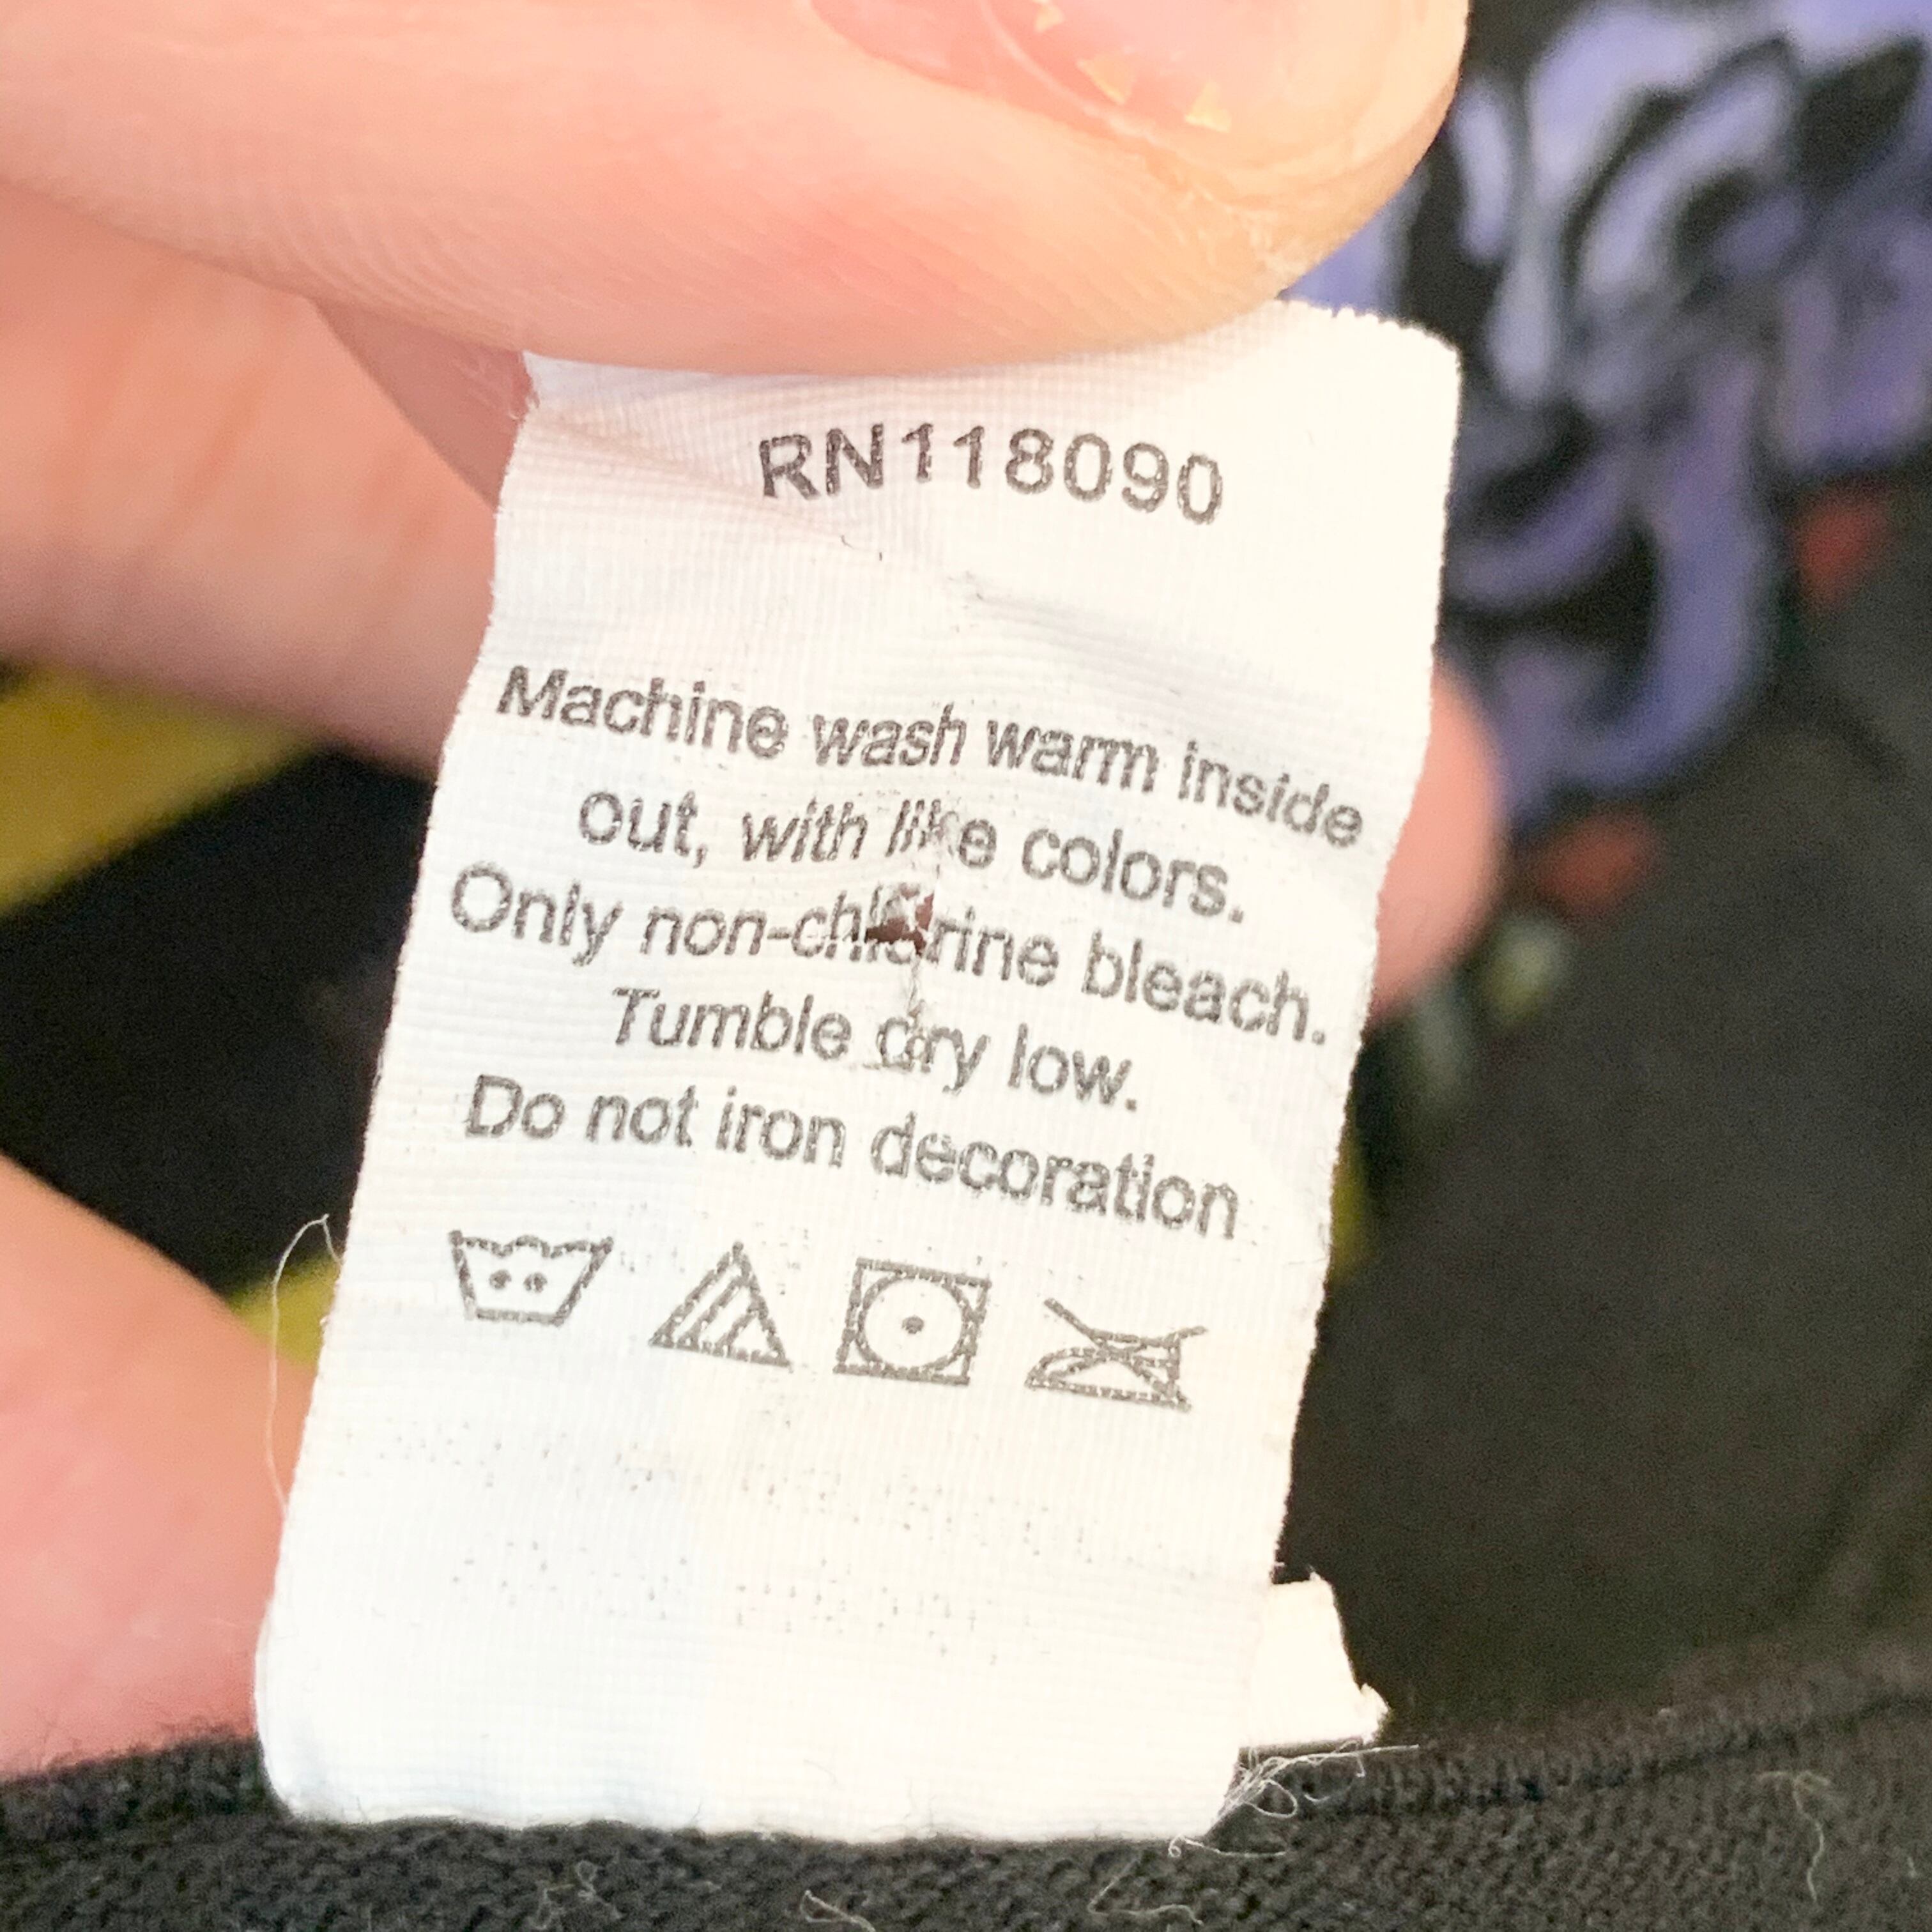 RN118090
Machine wash warm inside
out, with like colors.
Only non-chlorine bleach.
Tumble dry low.
Do not iron decoration